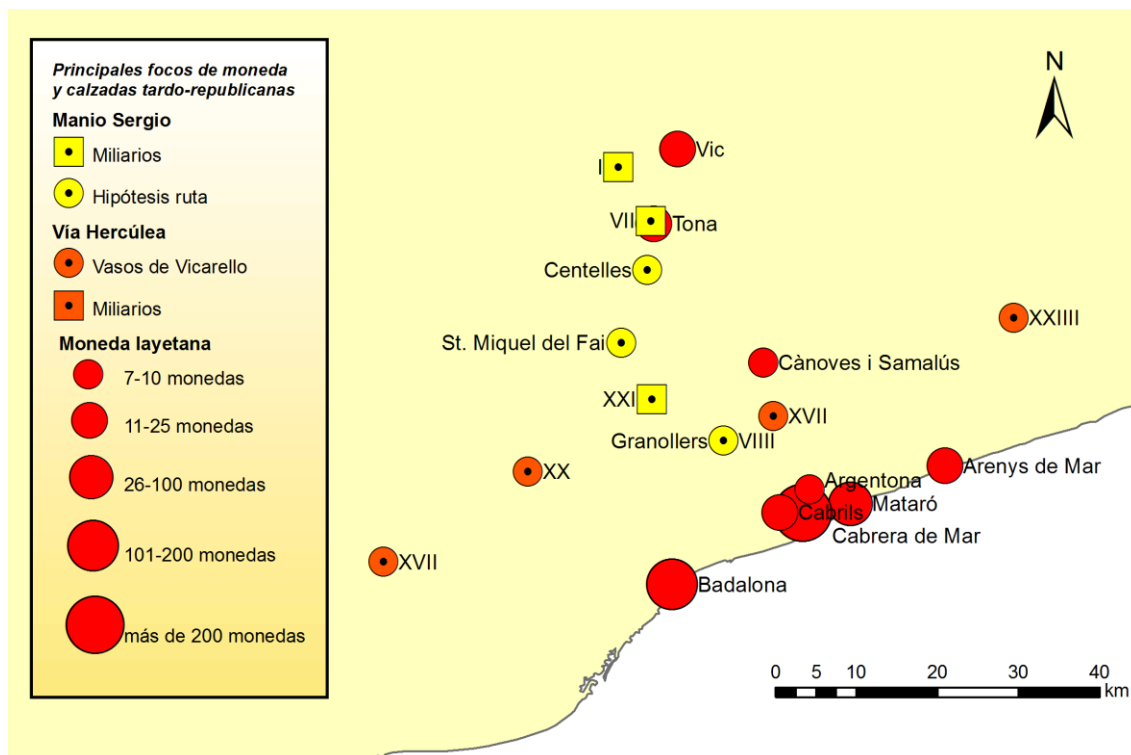 Principales focos de moneda
y calzadas tardo-republicanas
Manio Sergio
Miliarios
Hipótesis ruta
Vía Hercúlea
Vasos de Vicarello
Miliarios
Moneda layetana
7-10 monedas
11-25 monedas
26-100 monedas
101-200 monedas
más de 200 monedas
N
Vic
I
VII
Tona
Centelles
XXIIII
St. Miquel del Fai
Cànoves i Samalús
XXI
XVII
Granollers
VIIII
XX
Arenys de Mar
Argentona
Mataró
Cabrils
Cabrera de Mar
XVII
Badalona
0 5 10 20 30 40
km